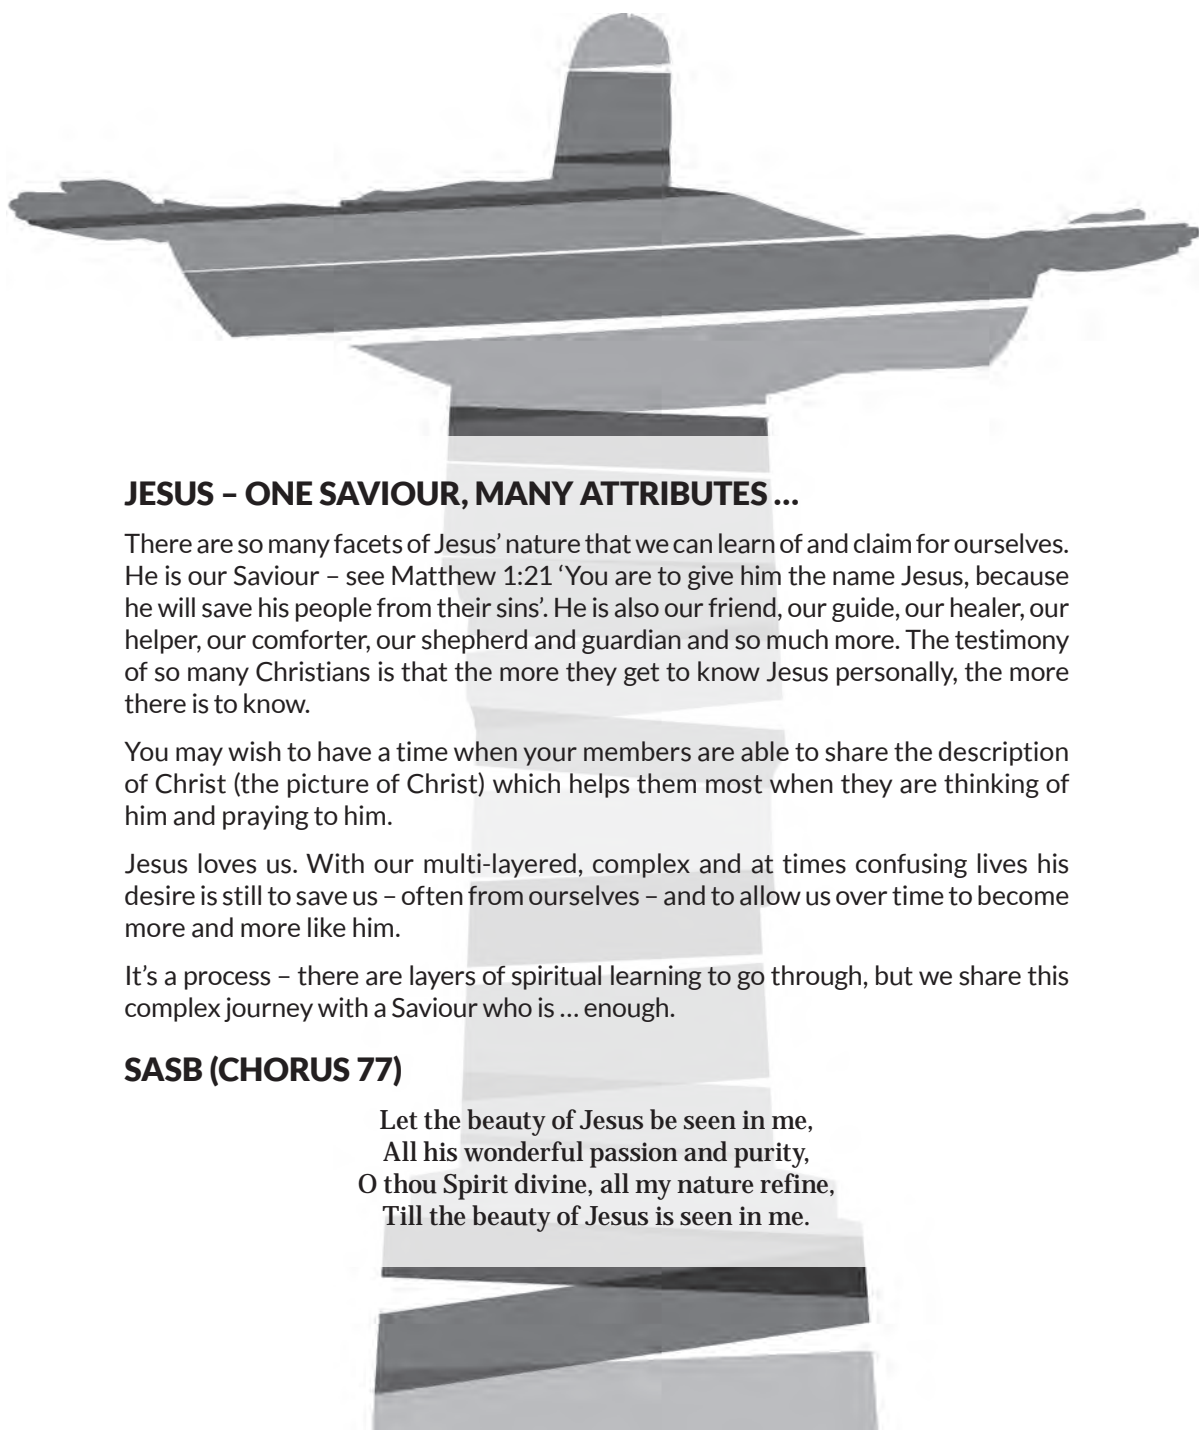 JESUS – ONE SAVIOUR, MANY ATTRIBUTES ...
There are so many facets of Jesus’ nature that we can learn of and claim for ourselves.
He is our Saviour – see Matthew 1:21 ‘You are to give him the name Jesus, because
he will save his people from their sins’. He is also our friend, our guide, our healer, our
helper, our comforter, our shepherd and guardian and so much more. The testimony
of so many Christians is that the more they get to know Jesus personally, the more
there is to know.
You may wish to have a time when your members are able to share the description
of Christ (the picture of Christ) which helps them most when they are thinking of
him and praying to him.
Jesus loves us. With our multi-layered, complex and at times confusing lives his
desire is still to save us – often from ourselves – and to allow us over time to become
more and more like him.
It’s a process – there are layers of spiritual learning to go through, but we share this
complex journey with a Saviour who is ... enough.
SASB (CHORUS 77)
Let the beauty of Jesus be seen in me,
All his wonderful passion and purity,
O thou Spirit divine, all my nature refine,
Till the beauty of Jesus is seen in me.